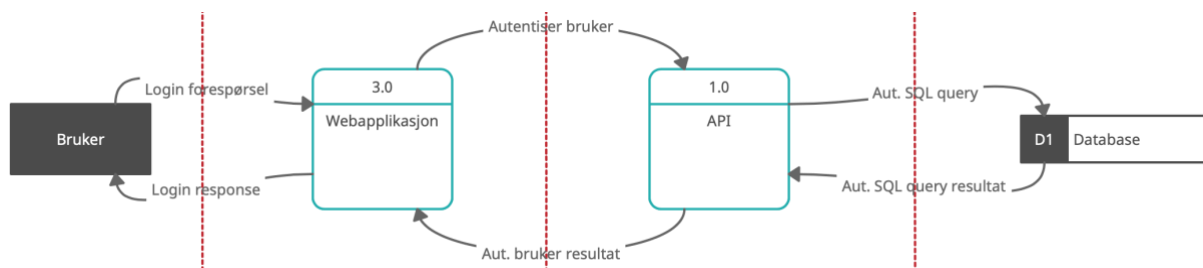 Autentiser bruker
Login forespørsel
3.0
1.0
Aut. SQL query
Webapplikasjon
API
Bruker
D1
Database
Login response
Aut. SQL query resultat
Aut. bruker resultat